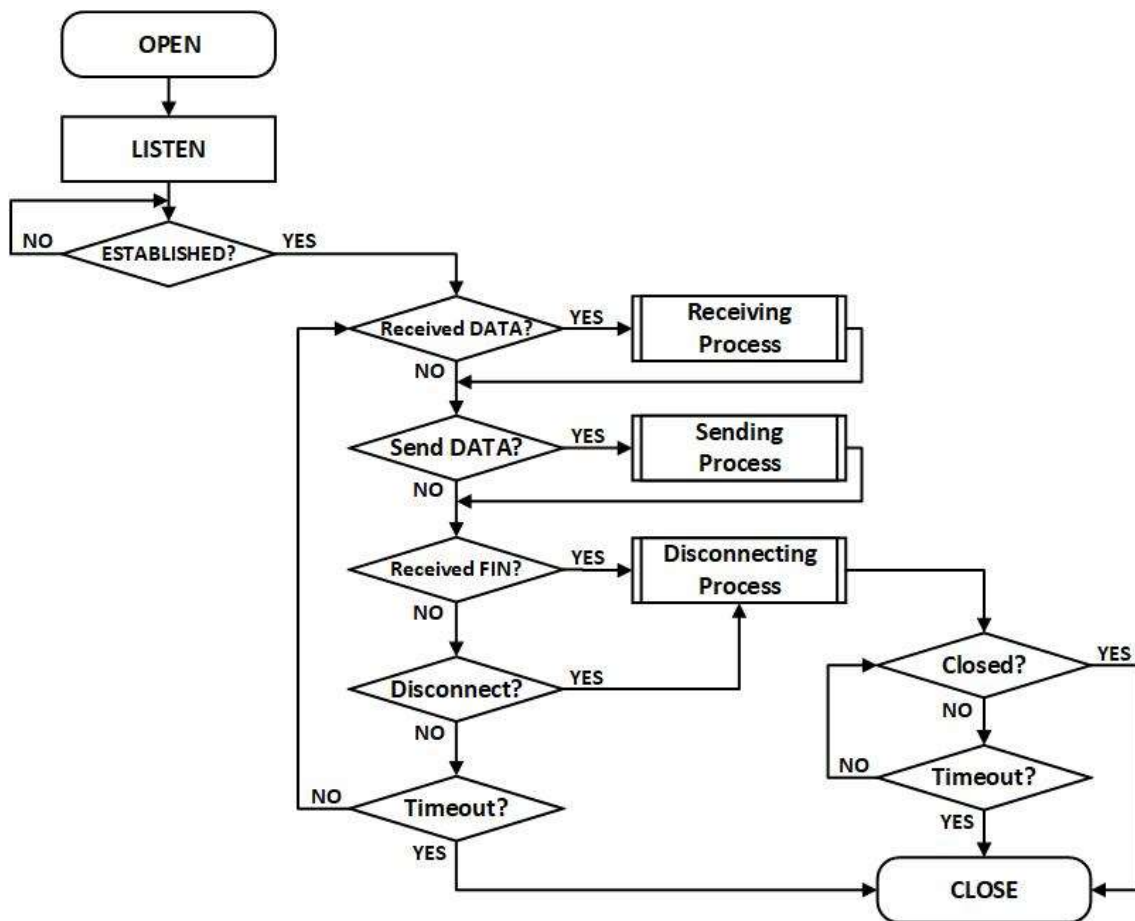 OPEN
LISTEN
NO
ESTABLISHED?
YES
Received DATA?
YES
Receiving
Process
NO
Send DATA?
YES
Sending
Process
NO
Received FIN?
YES
Disconnecting
Process
NO
Closed?
YES
Disconnect?
YES
NO
NO
NO
Timeout?
NO
Timeout?
YES
YES
CLOSE